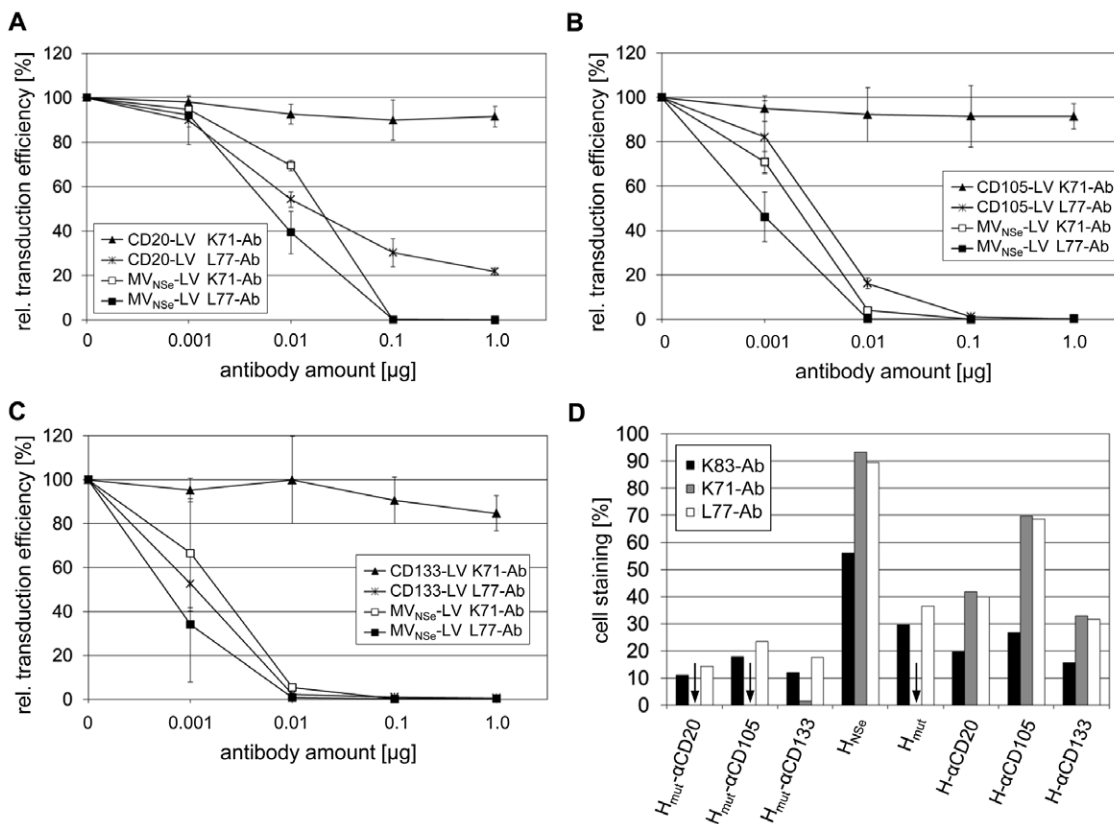 A
rel. transduction efficiency [%]
120
100
80
60
40
20
0
CD20-LV K71-Ab
CD20-LV L77-Ab
MVNSe-LV K71-Ab
MVNSe-LV L77-Ab
0 0.001 0.01 0.1 1.0
antibody amount [µg]
B
rel. transduction efficiency [%]
120
100
80
60
40
20
0
CD105-LV K71-Ab
CD105-LV L77-Ab
MVNSe-LV K71-Ab
MVNSe-LV L77-Ab
0 0.001 0.01 0.1 1.0
antibody amount [µg]
C
rel. transduction efficiency [%]
120
100
80
60
40
20
0
CD133-LV K71-Ab
CD133-LV L77-Ab
MVNSe-LV K71-Ab
MVNSe-LV L77-Ab
0 0.001 0.01 0.1 1.0
antibody amount [µg]
D
cell staining [%]
100
90
80
70
60
50
40
30
20
10
0
K83-Ab
K71-Ab
L77-Ab
Hmut-αCD20
Hmut-αCD105
Hmut-αCD133
HNSe
Hmut
H-αCD20
H-αCD105
H-αCD133